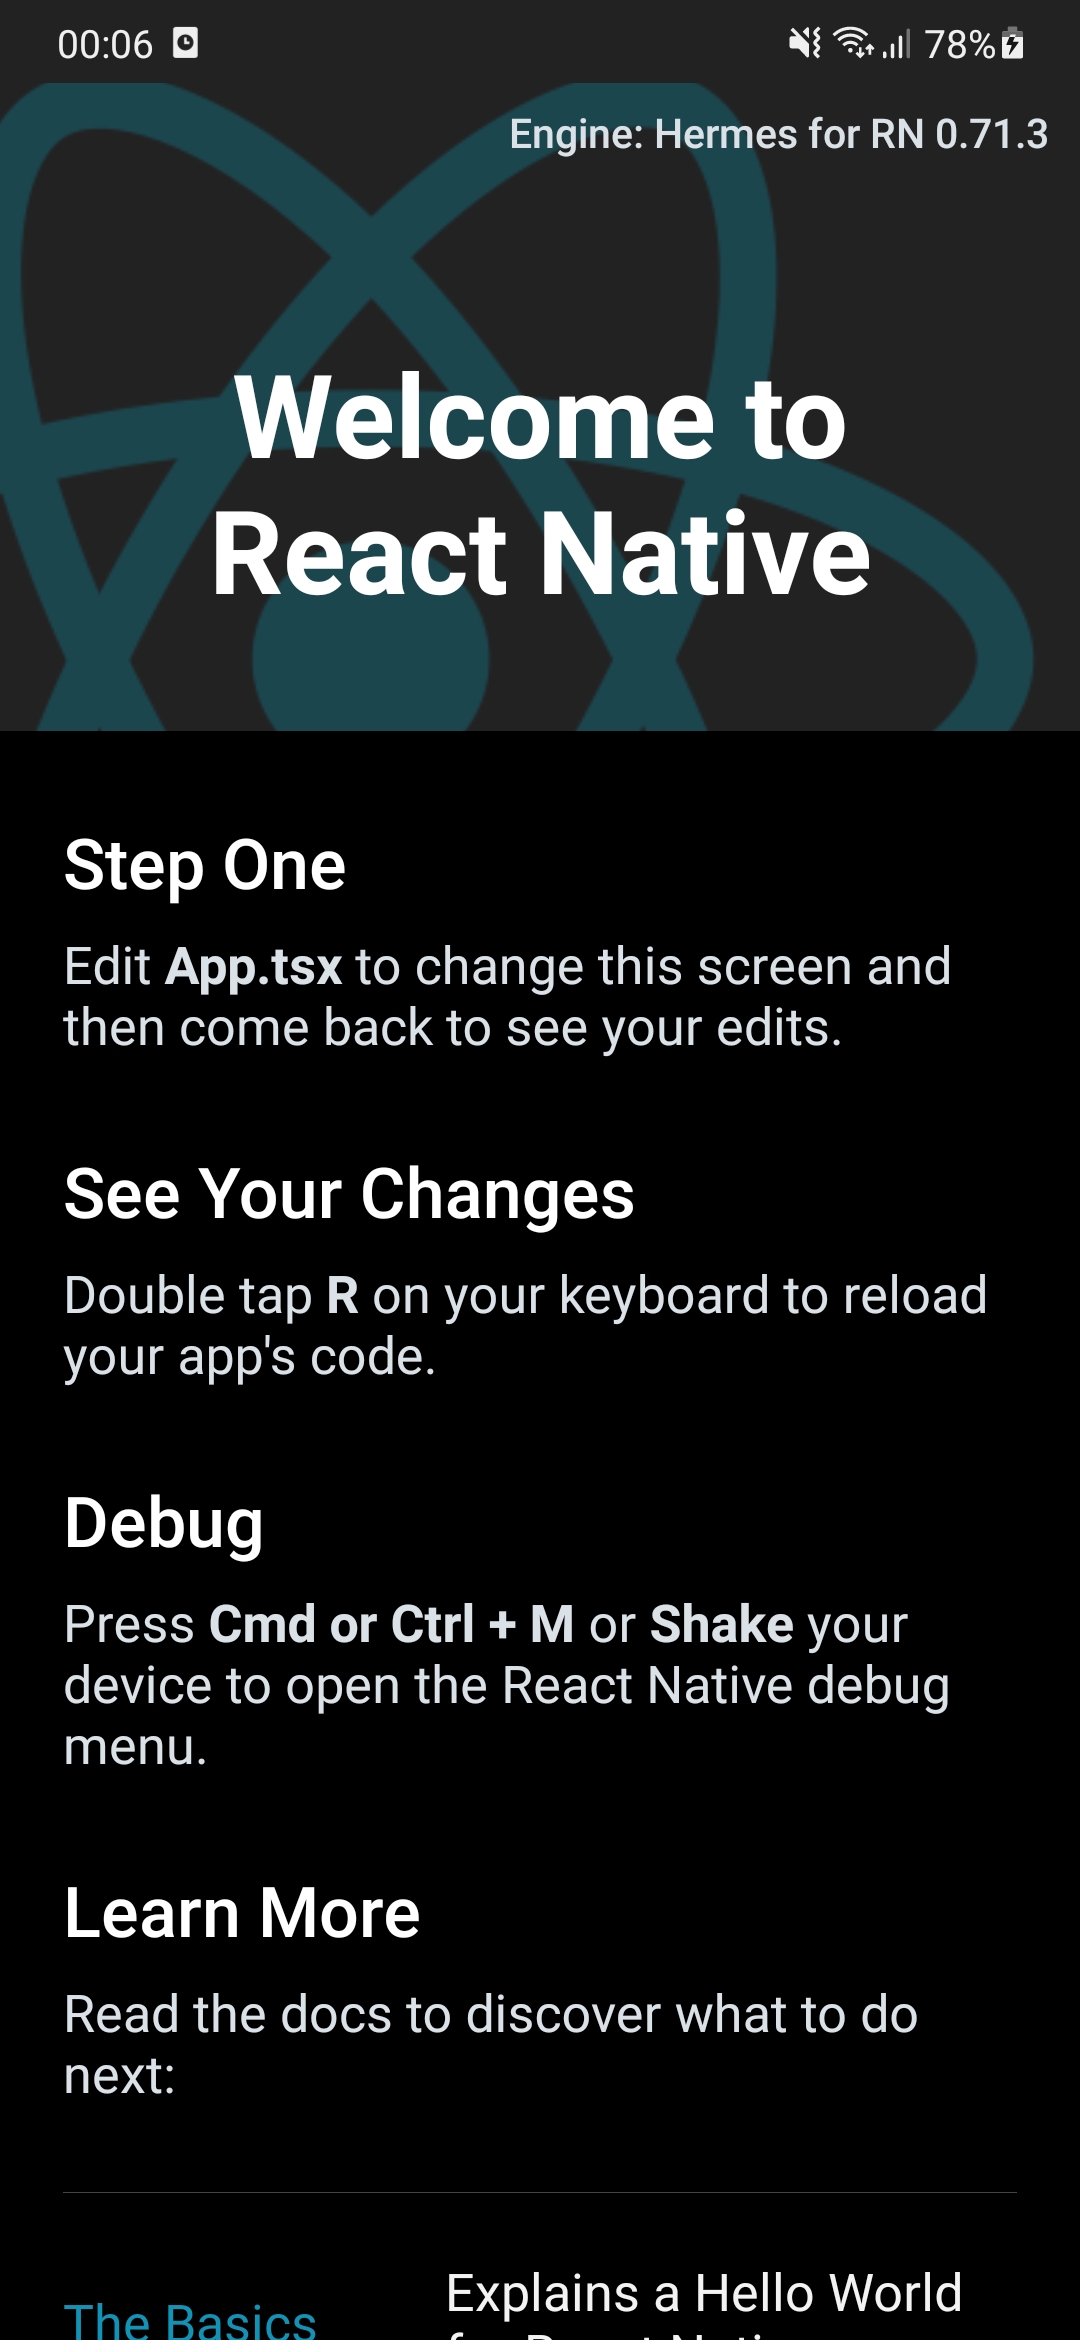 00:06 78%
Engine: Hermes for RN 0.71.3
Welcome to
React Native
Step One
Edit App.tsx to change this screen and
then come back to see your edits.
See Your Changes
Double tap R on your keyboard to reload
your app's code.
Debug
Press Cmd or Ctrl + M or Shake your
device to open the React Native debug
menu.
Learn More
Read the docs to discover what to do
next:
The Basics
Explains a Hello World